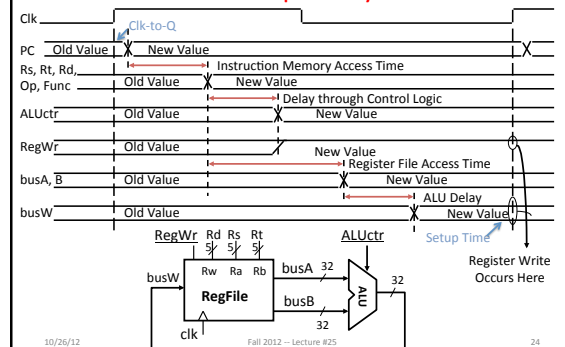 Clk
Clk-to-Q
PC Old Value New Value
Rs, Rt, Rd,
Op, Func
Old Value New Value
Instruction Memory Access Time
Delay through Control Logic
ALUctr Old Value New Value
RegWr Old Value New Value
Register File Access Time
busA, B Old Value New Value
ALU Delay
busW Old Value New Value
Setup Time
Register Write
Occurs Here
RegWr Rd Rs Rt ALUctr
5 5 5
Rw Ra Rb
busW
RegFile
busA 32
busB 32
ALU
32
clk
10/26/12 Fall 2012 -- Lecture #25 24